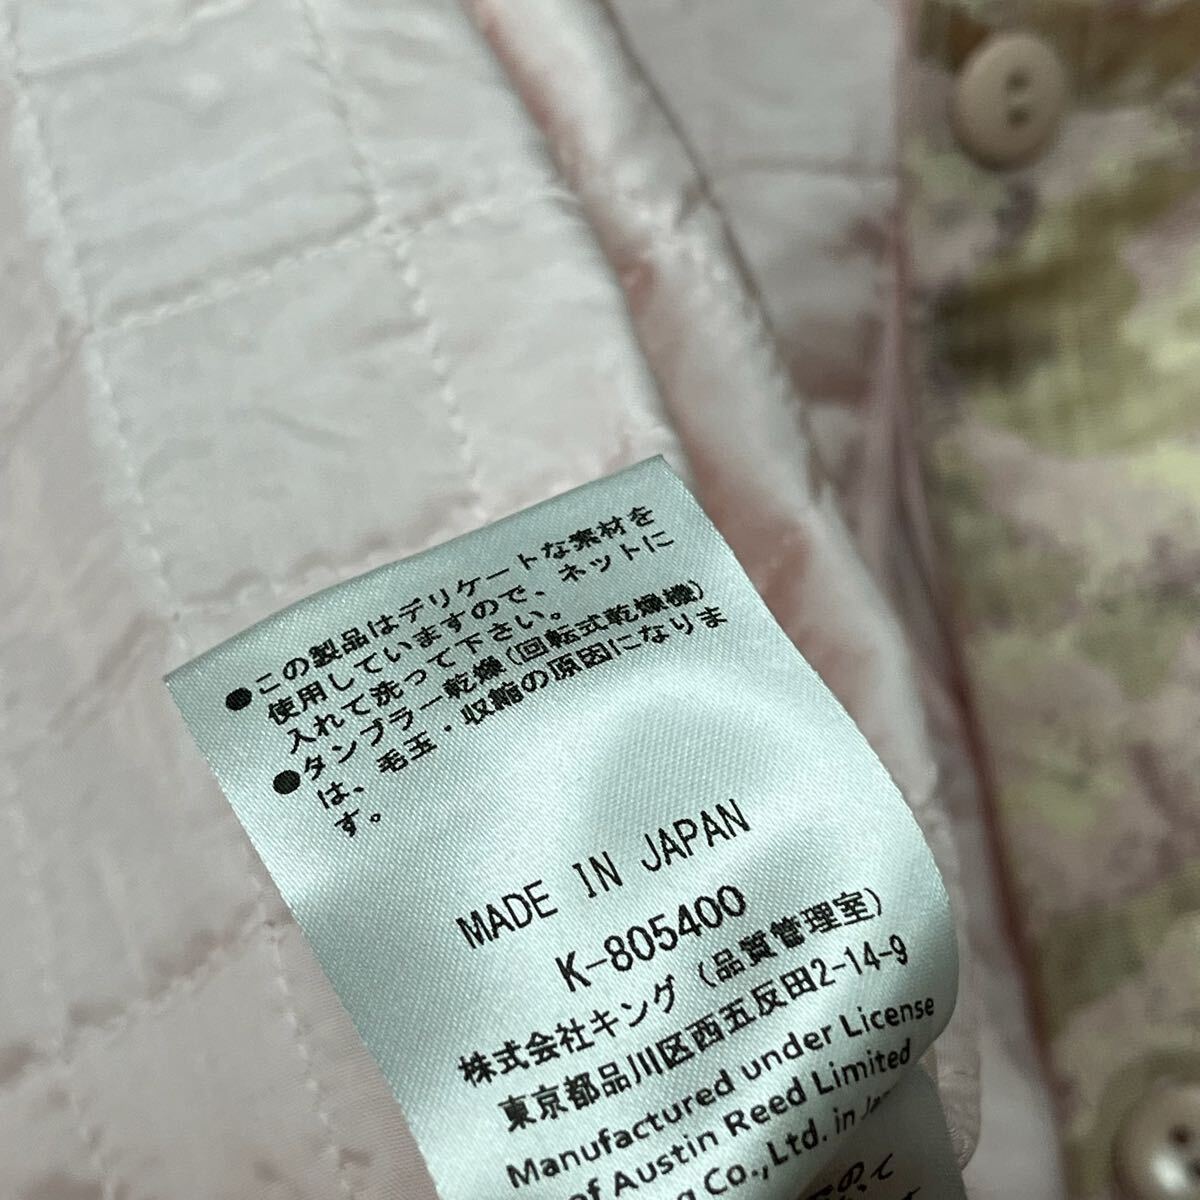 ●この製品はデリケートな素材を
使用していますので、ネットに
入れて洗って下さい。
●タンブラー乾燥(回転式乾燥機)
は、毛玉・収縮の原因になりま
す。
MADE IN JAPAN
K-805400
株式会社キング(品質管理室)
東京都品川区西五反田2-14-9
Manufactured under License
of Austin Reed Limited
Co.,Ltd. in